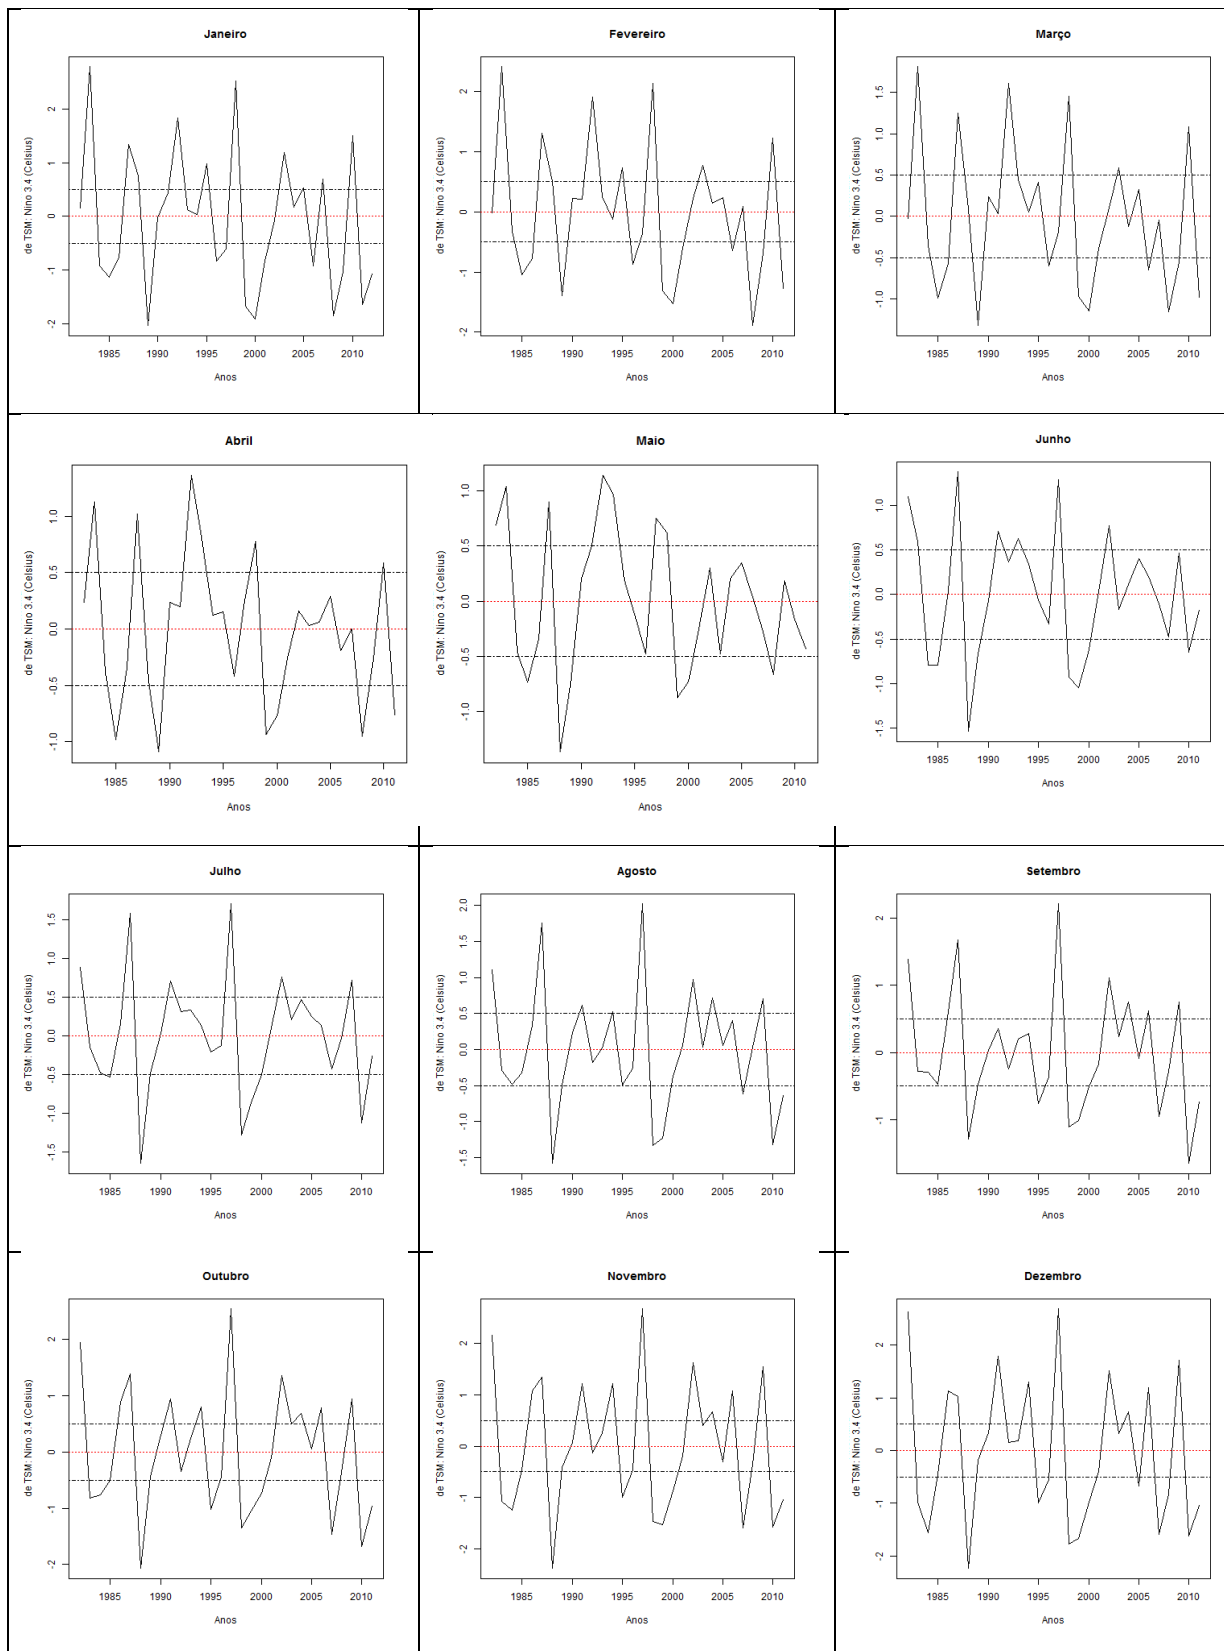 Janeiro
de TSM: Nino 3.4 (Celsius)
2
1
0
-1
-2
1985 1990 1995 2000 2005 2010
Anos
Fevereiro
de TSM: Nino 3.4 (Celsius)
2
1
0
-1
-2
1985 1990 1995 2000 2005 2010
Anos
Março
de TSM: Nino 3.4 (Celsius)
1.5
1.0
0.5
0.0
-0.5
-1.0
1985 1990 1995 2000 2005 2010
Anos
Abril
de TSM: Nino 3.4 (Celsius)
1.0
0.5
0.0
-0.5
-1.0
1985 1990 1995 2000 2005 2010
Anos
Maio
de TSM: Nino 3.4 (Celsius)
1.0
0.5
0.0
-0.5
-1.0
1985 1990 1995 2000 2005 2010
Anos
Junho
de TSM: Nino 3.4 (Celsius)
1.0
0.5
0.0
-0.5
-1.0
-1.5
1985 1990 1995 2000 2005 2010
Anos
Julho
de TSM: Nino 3.4 (Celsius)
1.5
1.0
0.5
0.0
-0.5
-1.0
-1.5
1985 1990 1995 2000 2005 2010
Anos
Agosto
de TSM: Nino 3.4 (Celsius)
2.0
1.5
1.0
0.5
0.0
-0.5
-1.0
-1.5
1985 1990 1995 2000 2005 2010
Anos
Setembro
de TSM: Nino 3.4 (Celsius)
2
1
0
-1
1985 1990 1995 2000 2005 2010
Anos
Outubro
de TSM: Nino 3.4 (Celsius)
2
1
0
-1
-2
1985 1990 1995 2000 2005 2010
Anos
Novembro
de TSM: Nino 3.4 (Celsius)
2
1
0
-1
-2
1985 1990 1995 2000 2005 2010
Anos
Dezembro
de TSM: Nino 3.4 (Celsius)
2
1
0
-1
-2
1985 1990 1995 2000 2005 2010
Anos